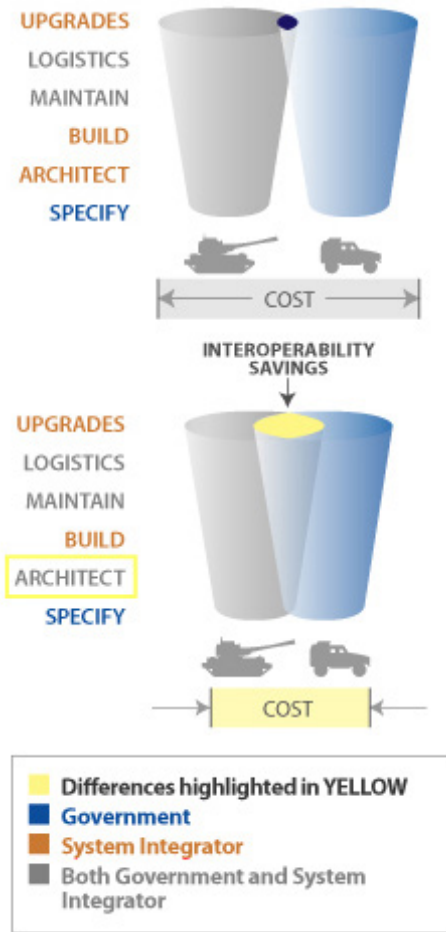 UPGRADES
LOGISTICS
MAINTAIN
BUILD
ARCHITECT
SPECIFY
COST
INTEROPERABILITY
SAVINGS
UPGRADES
LOGISTICS
MAINTAIN
BUILD
ARCHITECT
SPECIFY
COST
Differences highlighted in YELLOW
Government
System Integrator
Both Government and System
Integrator